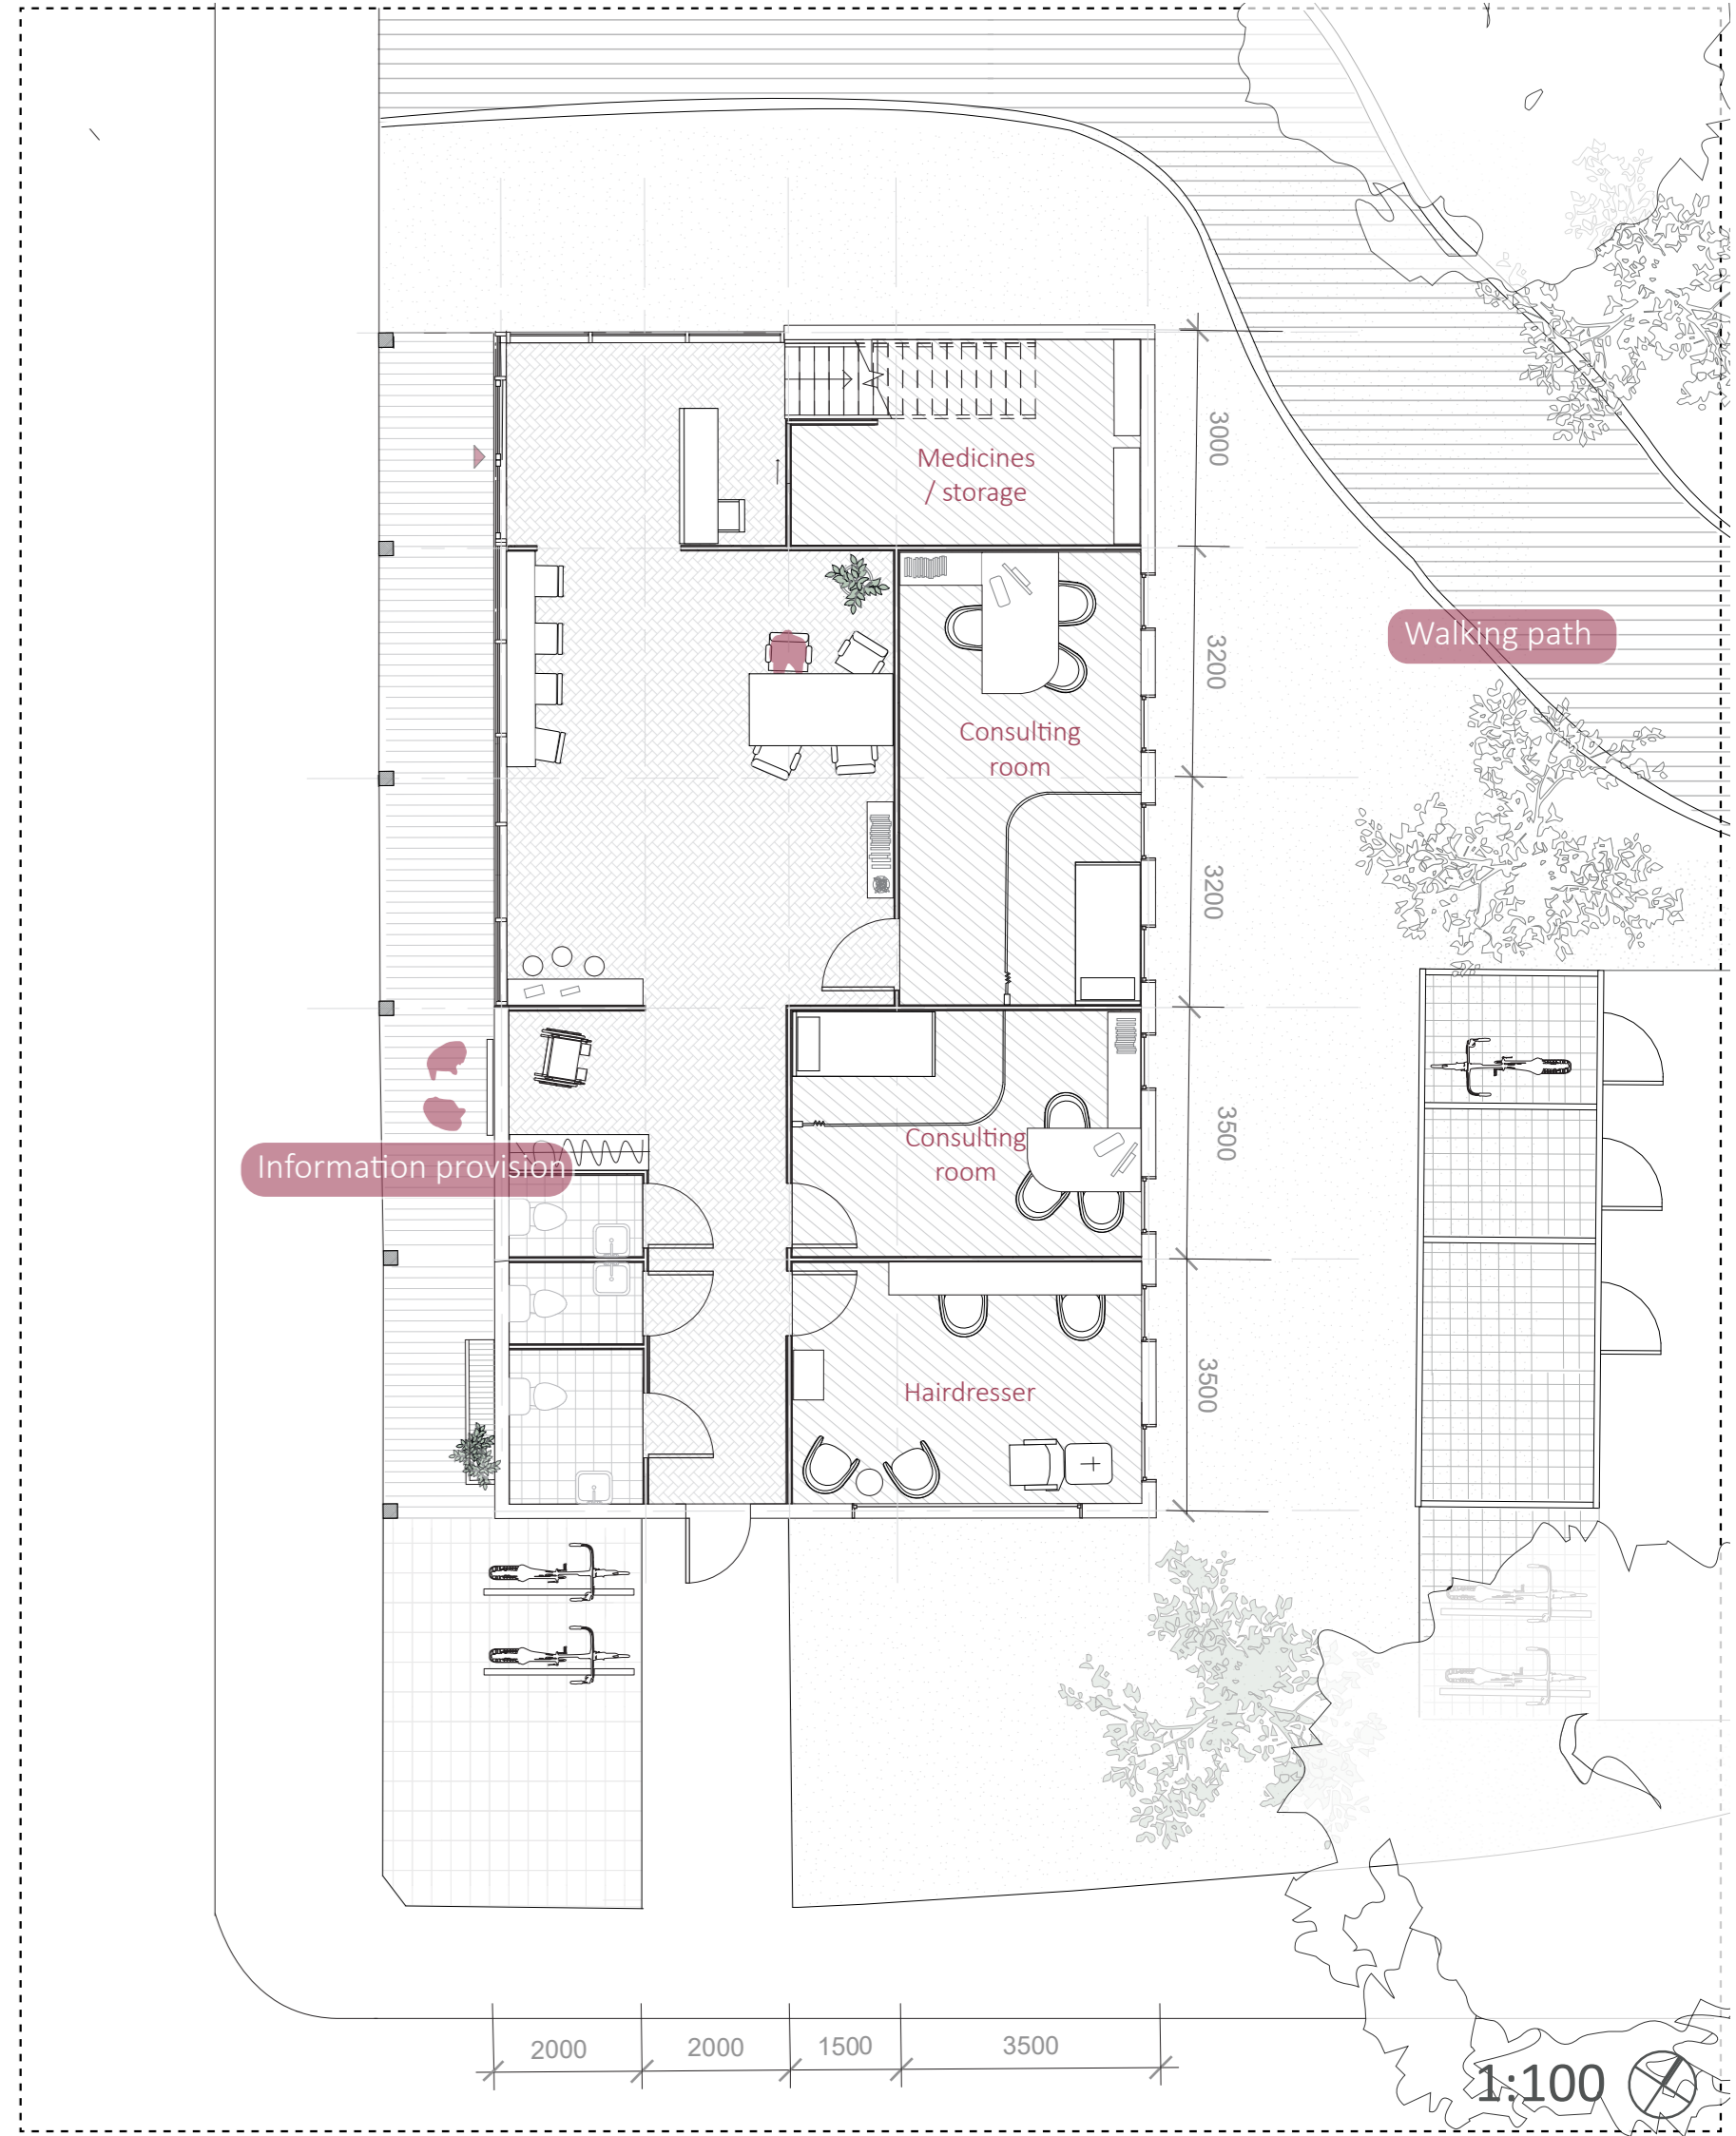 Medicines
/ storage
3000
Walking path
3200
Consulting
room
3200
Information provision
Consulting
room
3500
Hairdresser
3500
2000
2000
1500
3500
1:100